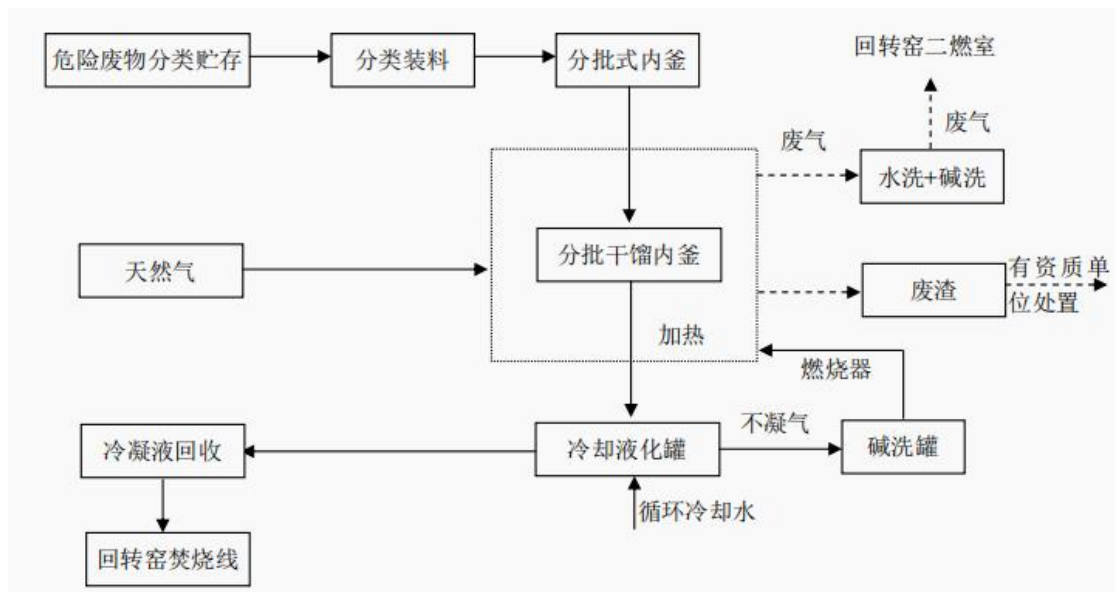 危险废物分类贮存
分类装料
分批式内釜
回转窑二燃室
废气
废气
水洗+碱洗
天然气
分批干馏内釜
有资质单
废渣
位处置
加热
燃烧器
冷凝液回收
冷却液化罐
不凝气
碱洗罐
循环冷却水
回转窑焚烧线